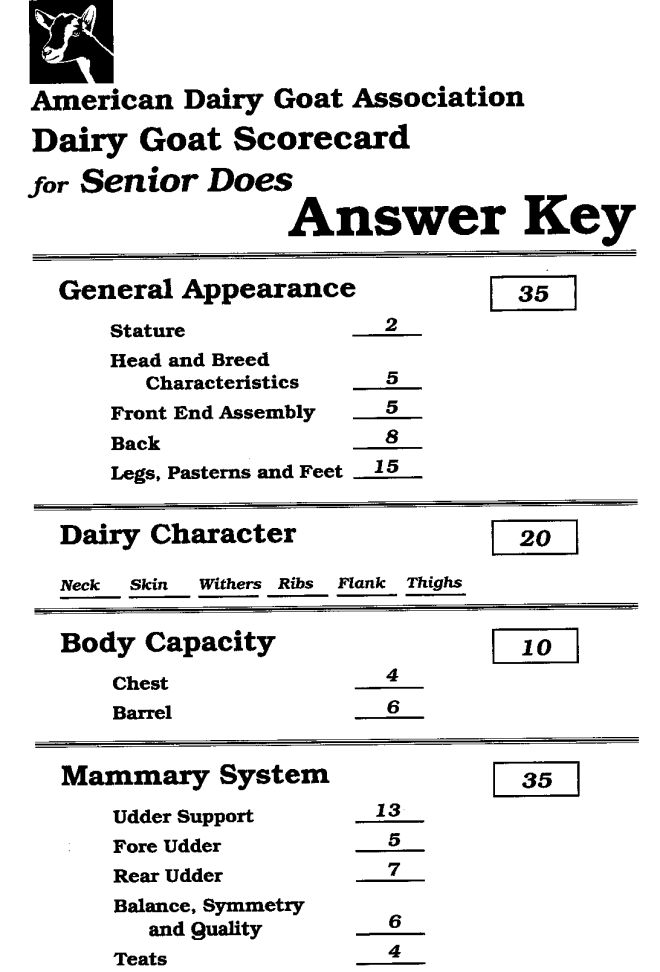 American Dairy Goat Association
Dairy Goat Scorecard
for Senior Does
Answer Key
General Appearance 35
Stature 2
Head and Breed
Characteristics 5
Front End Assembly 5
Back 8
Legs, Pasterns and Feet 15
Dairy Character 20
Neck Skin Withers Ribs Flank Thighs
Body Capacity 10
Chest 4
Barrel 6
Mammary System 35
Udder Support 13
Fore Udder 5
Rear Udder 7
Balance, Symmetry
and Quality 6
Teats 4